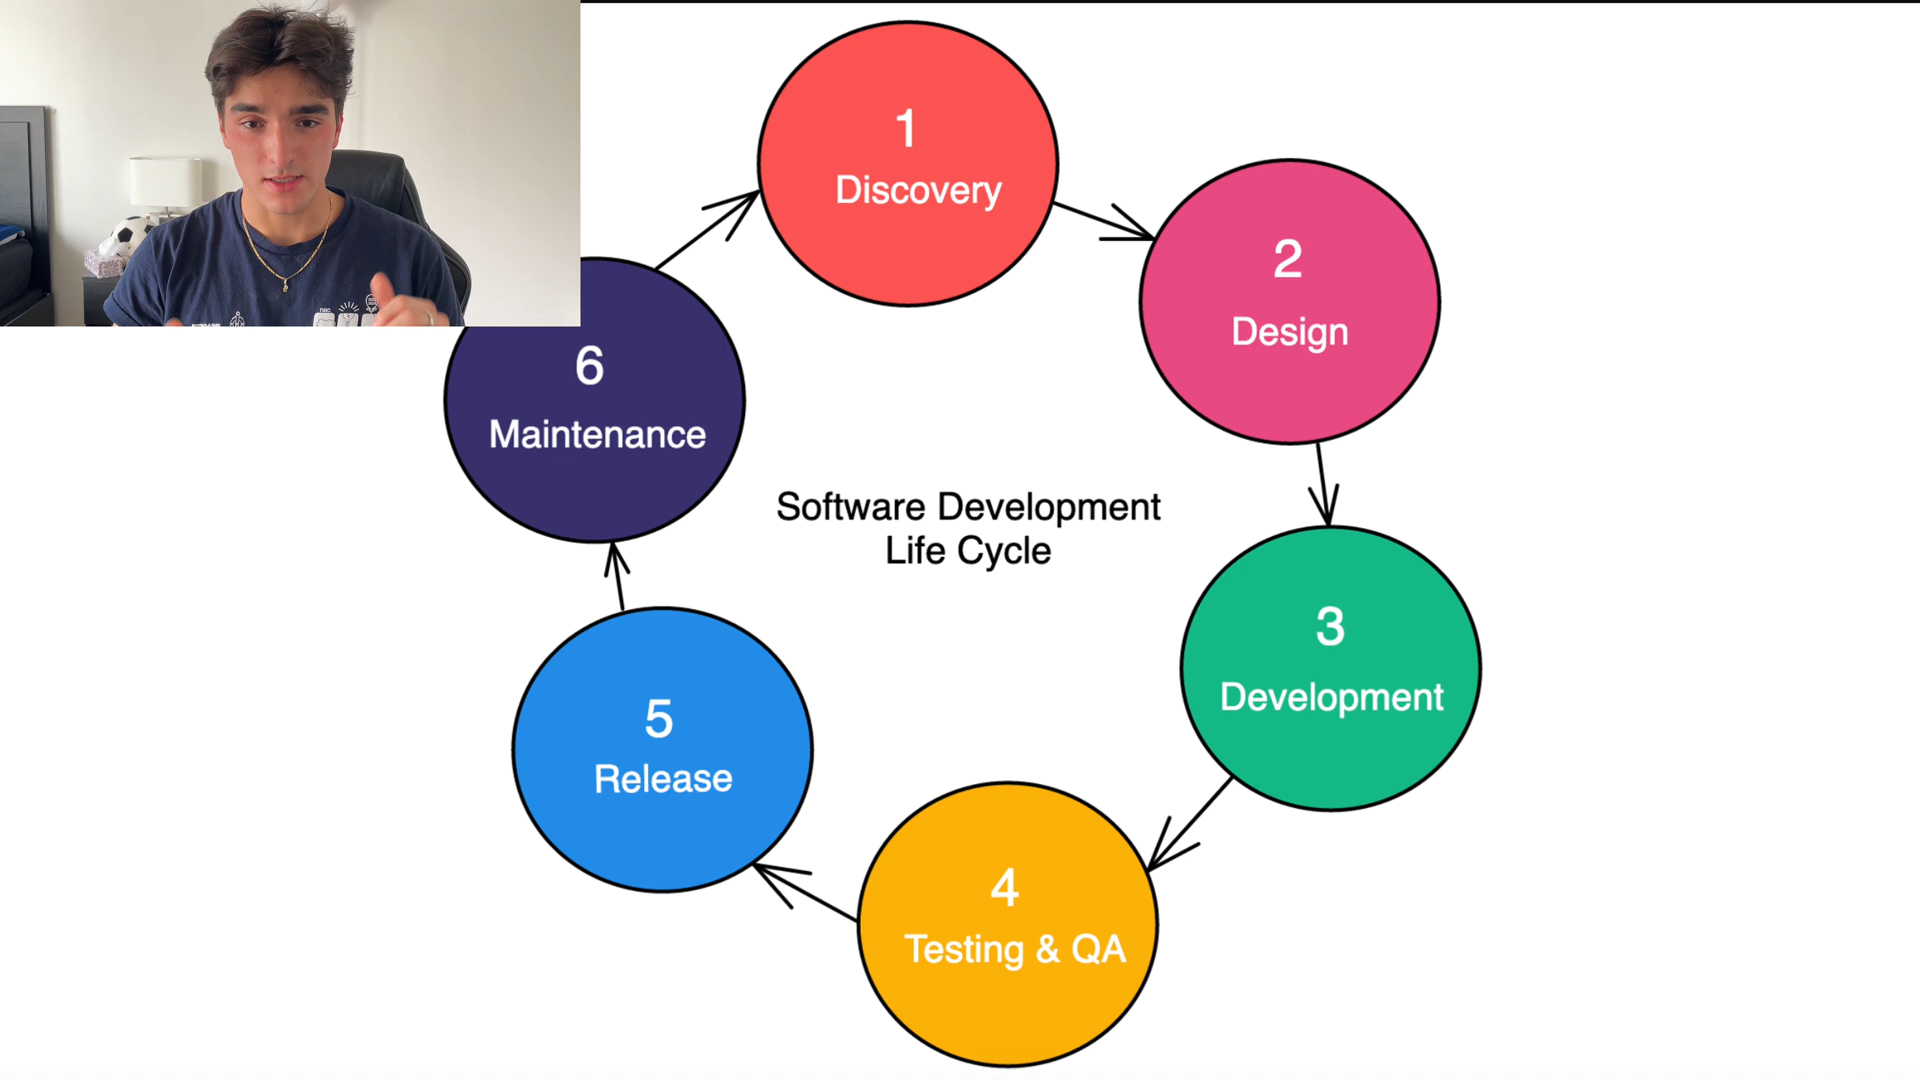 1
Discovery
2
Design
6
Maintenance
Software Development
Life Cycle
3
Development
5
Release
4
Testing & QA